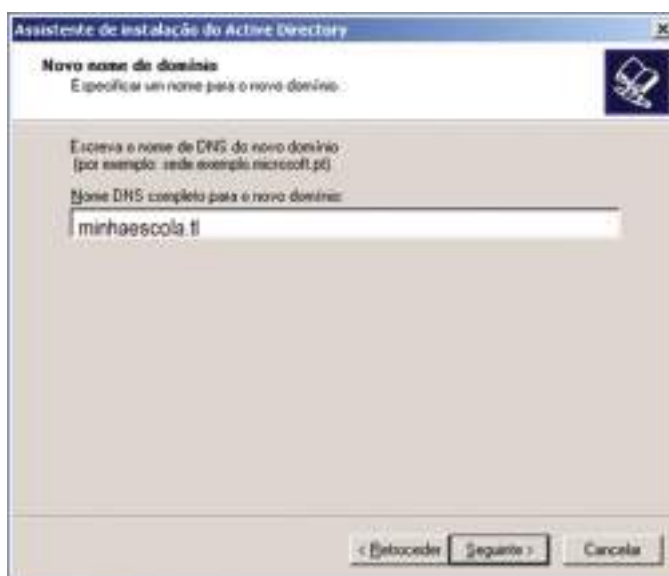 Assistente de instalação do Active Directory
Novo nome de domínio
Especificar um nome para o novo domínio.
Escreva o nome de DNS do novo domínio
(por exemplo: sede.exemplo.microsoft.pt)
Nome DNS completo para o novo domínio:
minhaescola.tl
< Retroceder
Seguinte >
Cancelar